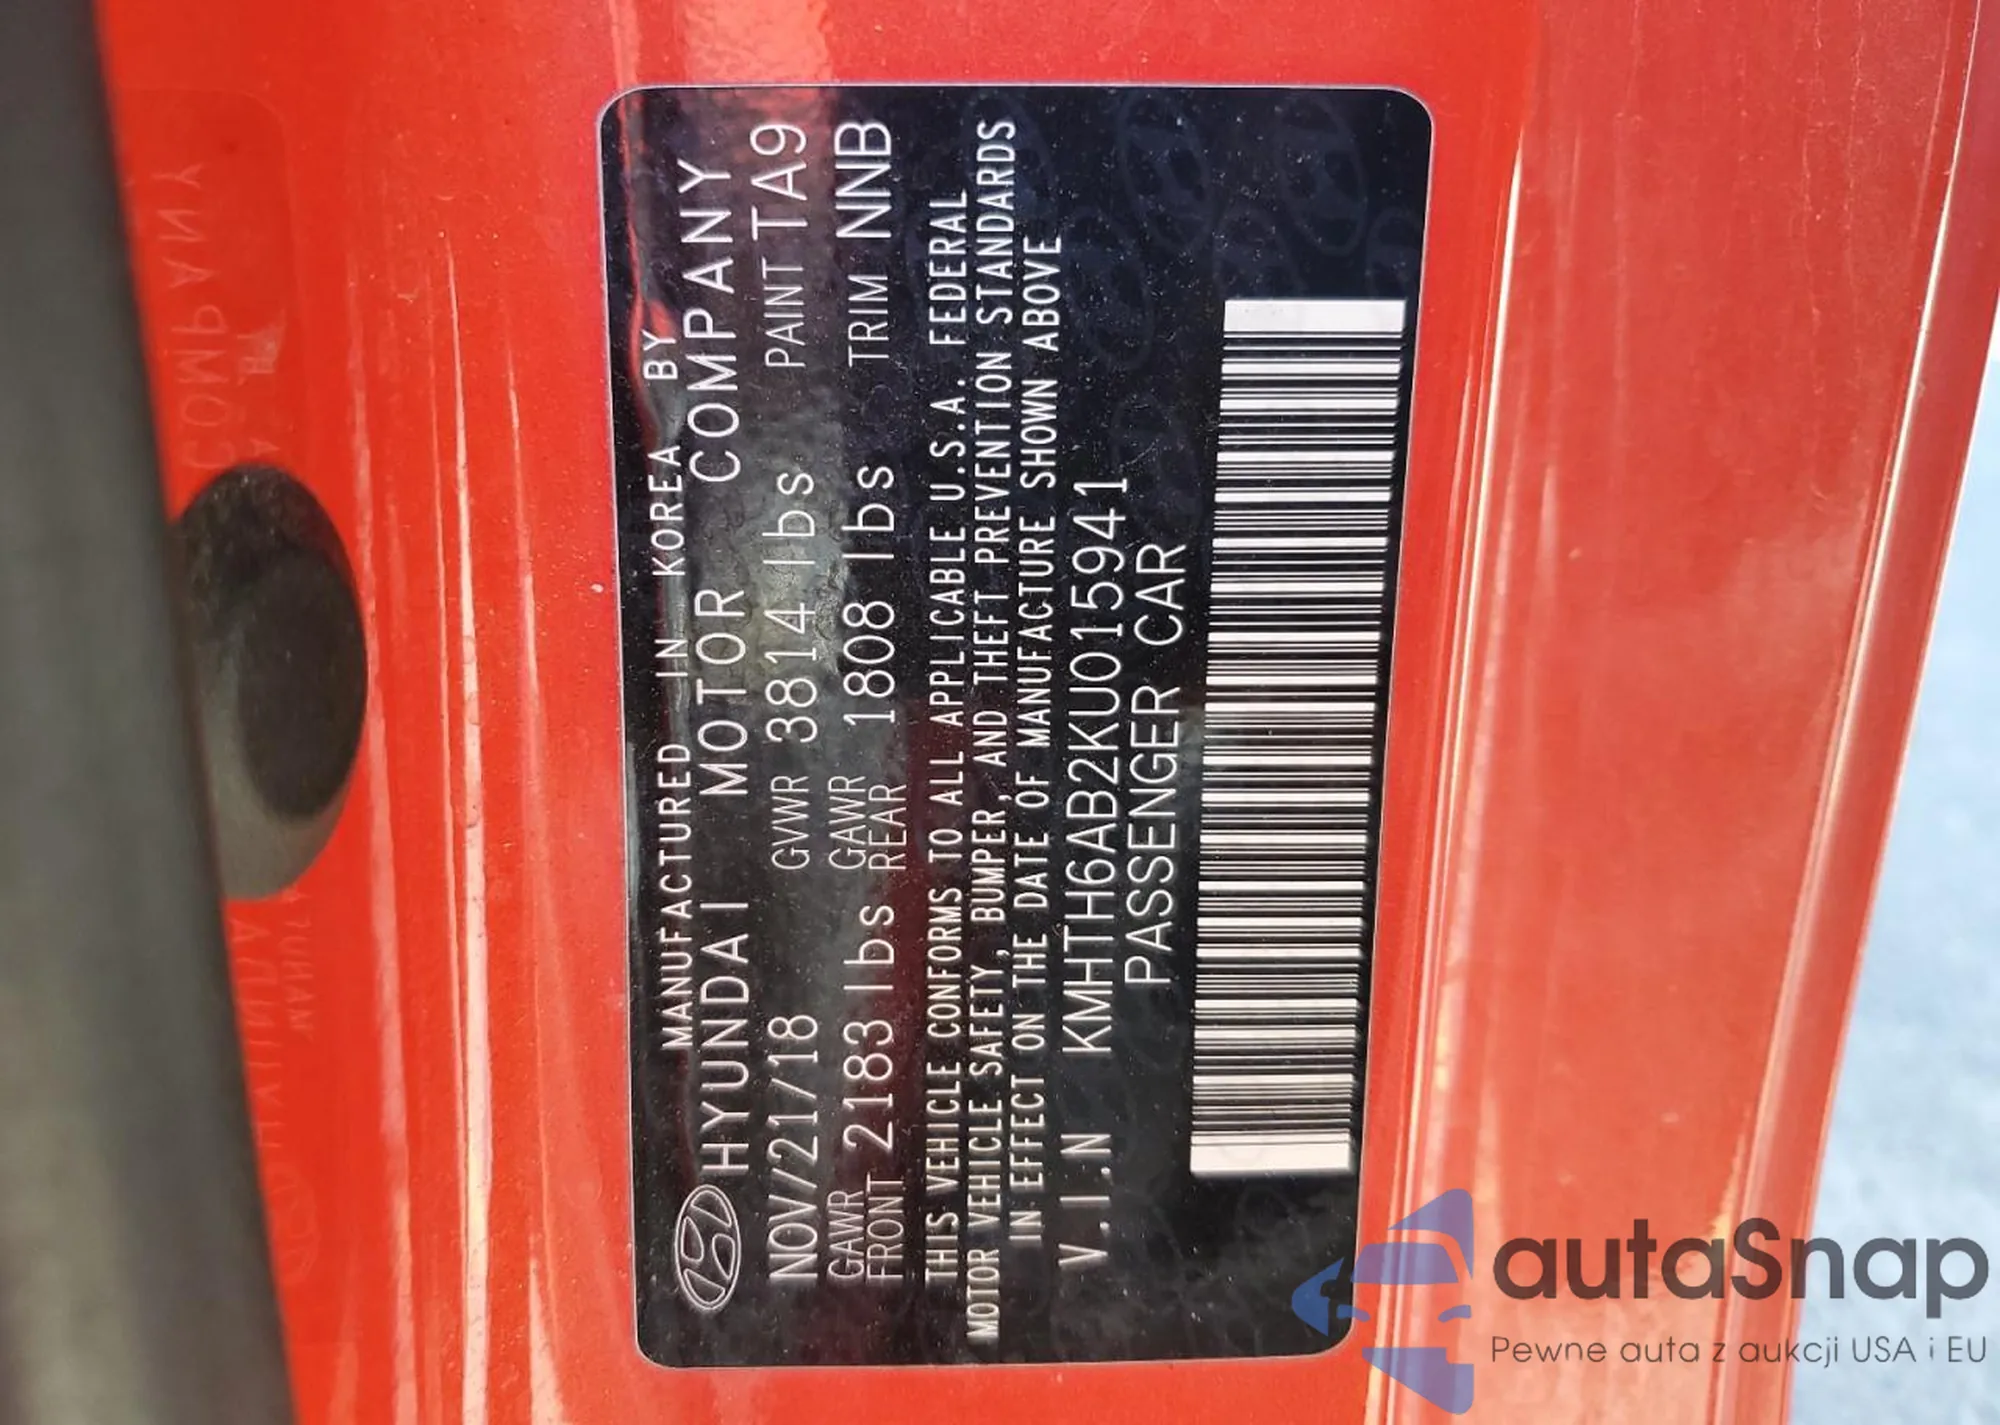 MANUFACTURED IN KOREA BY
HYUNDAI MOTOR COMPANY
NOV/21/18 GVWR 3814 lbs PAINT TA9
GAWR FRONT 2183 lbs GAWR REAR 1808 lbs TRIM NNB
THIS VEHICLE CONFORMS TO ALL APPLICABLE U.S.A. FEDERAL
MOTOR VEHICLE SAFETY, BUMPER, AND THEFT PREVENTION STANDARDS
IN EFFECT ON THE DATE OF MANUFACTURE SHOWN ABOVE
V.I.N KMHTH6AB2KU015941
PASSENGER CAR
autaSnap
Pewne auta z aukcji USA i EU